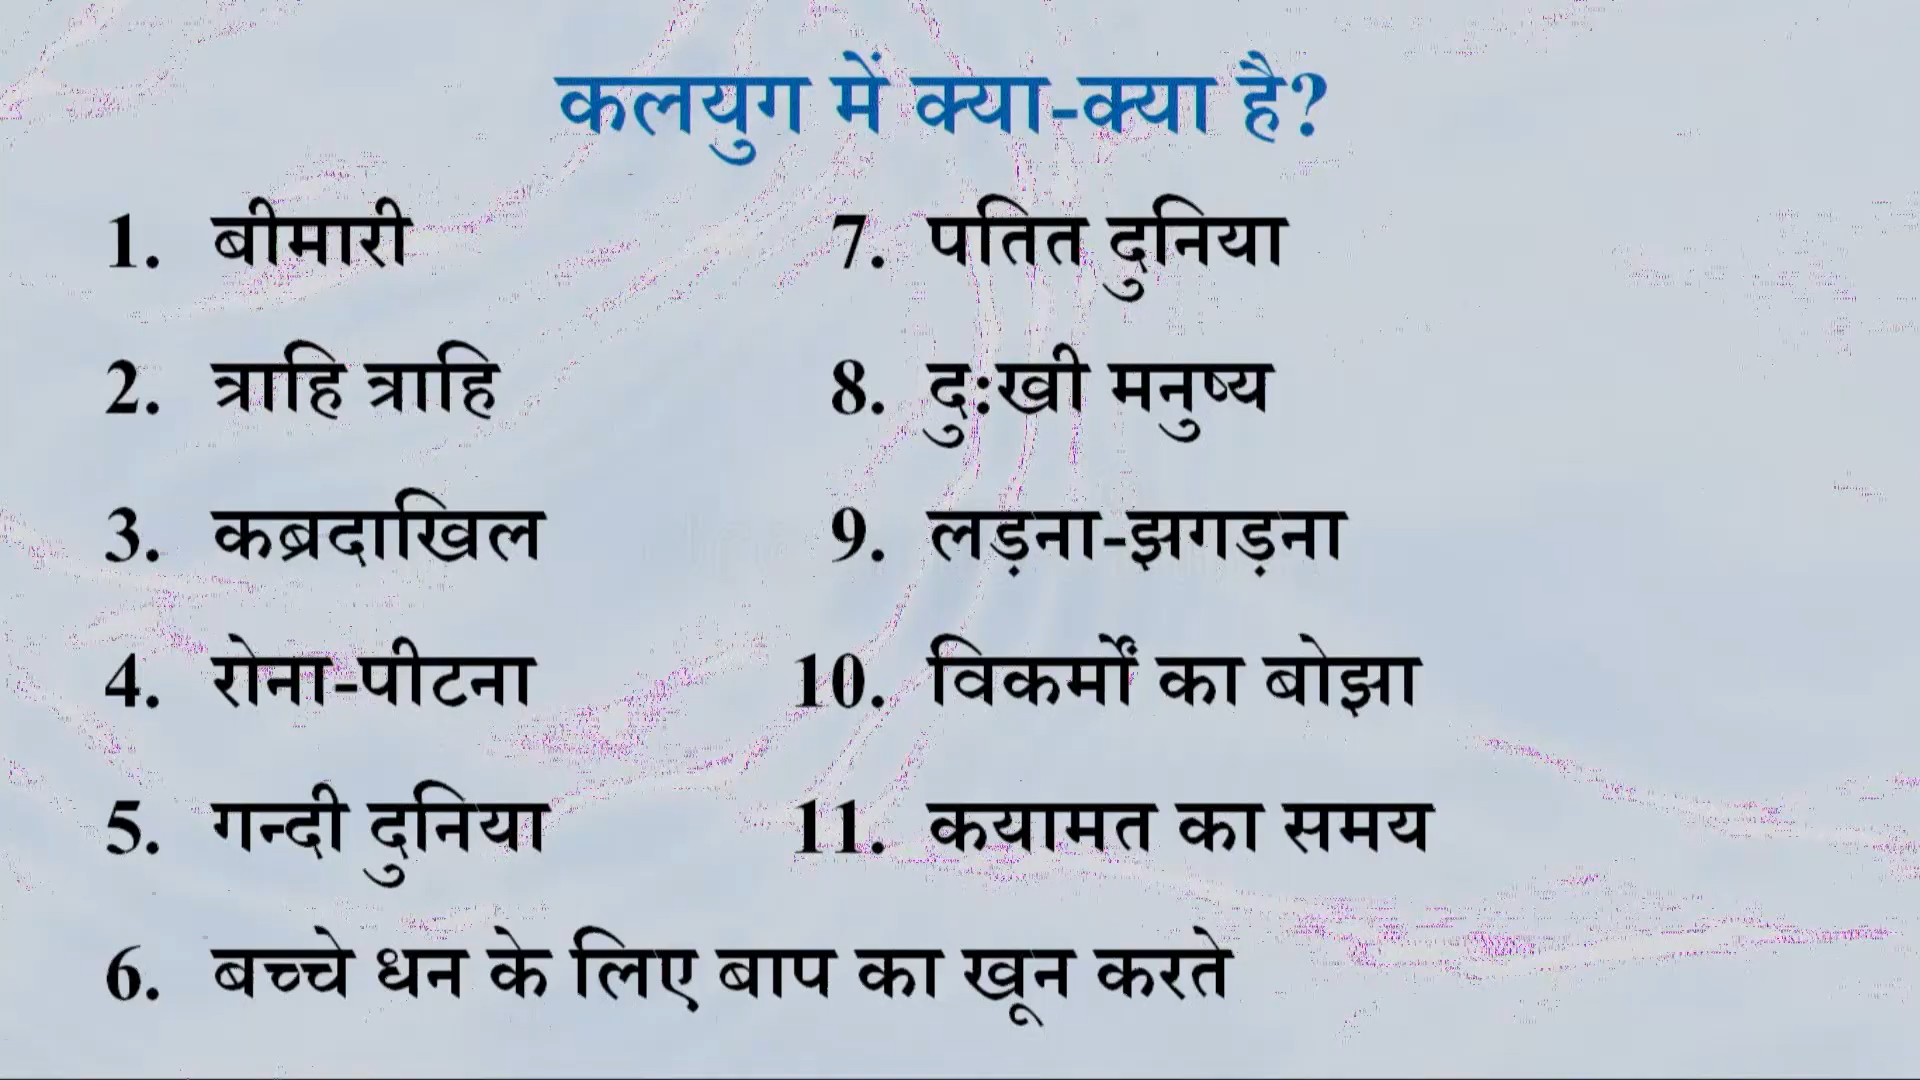 कलयुग में क्या-क्या है?
1. बीमारी
2. त्राहि त्राहि
3. कब्रदाखिल
4. रोना-पीटना
5. गन्दी दुनिया
6. बच्चे धन के लिए बाप का खून करते
7. पतित दुनिया
8. दु:खी मनुष्य
9. लड़ना-झगड़ना
10. विकर्मों का बोझा
11. कयामत का समय